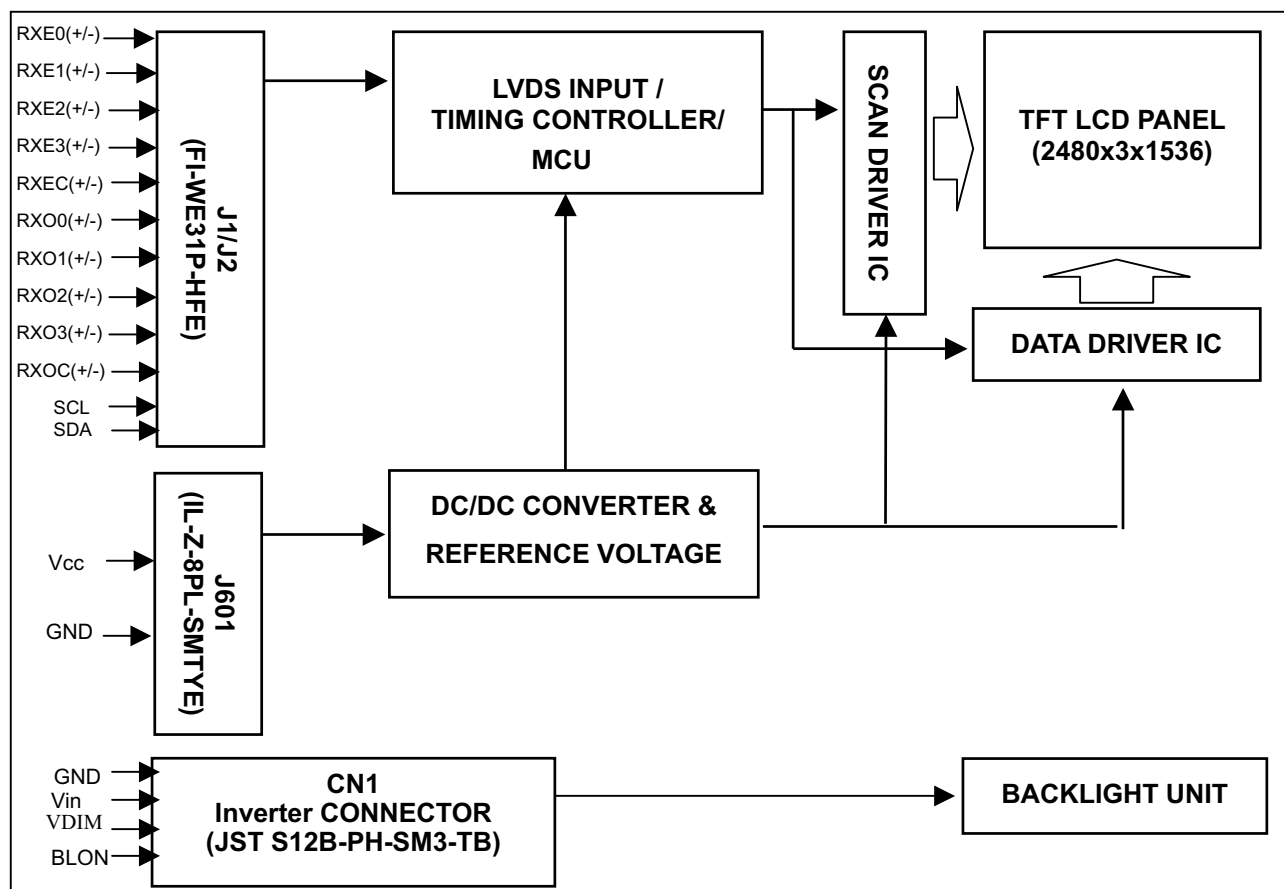 RXE0(+/-)
RXE1(+/-)
RXE2(+/-)
RXE3(+/-)
RXEC(+/-)
RXO0(+/-)
RXO1(+/-)
RXO2(+/-)
RXO3(+/-)
RXOC(+/-)
SCL
SDA
J1/J2
(FI-WE31P-HFE)
LVDS INPUT /
TIMING CONTROLLER/
MCU
SCAN DRIVER IC
TFT LCD PANEL
(2480x3x1536)
DATA DRIVER IC
Vcc
GND
J601
(IL-Z-8PL-SMTYE)
DC/DC CONVERTER &
REFERENCE VOLTAGE
GND
Vin
VDIM
BLON
CN1
Inverter CONNECTOR
(JST S12B-PH-SM3-TB)
BACKLIGHT UNIT